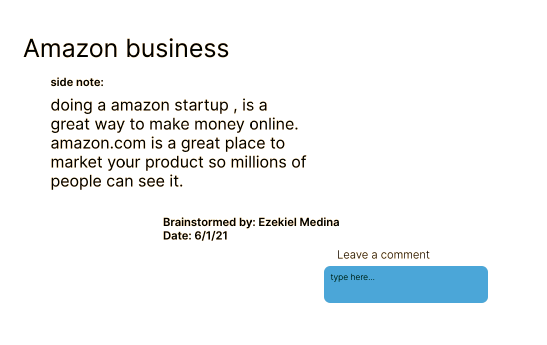 Amazon business
side note:
doing a amazon startup , is a
great way to make money online.
amazon.com is a great place to
market your product so millions of
people can see it.
Brainstormed by: Ezekiel Medina
Date: 6/1/21
Leave a comment
type here...